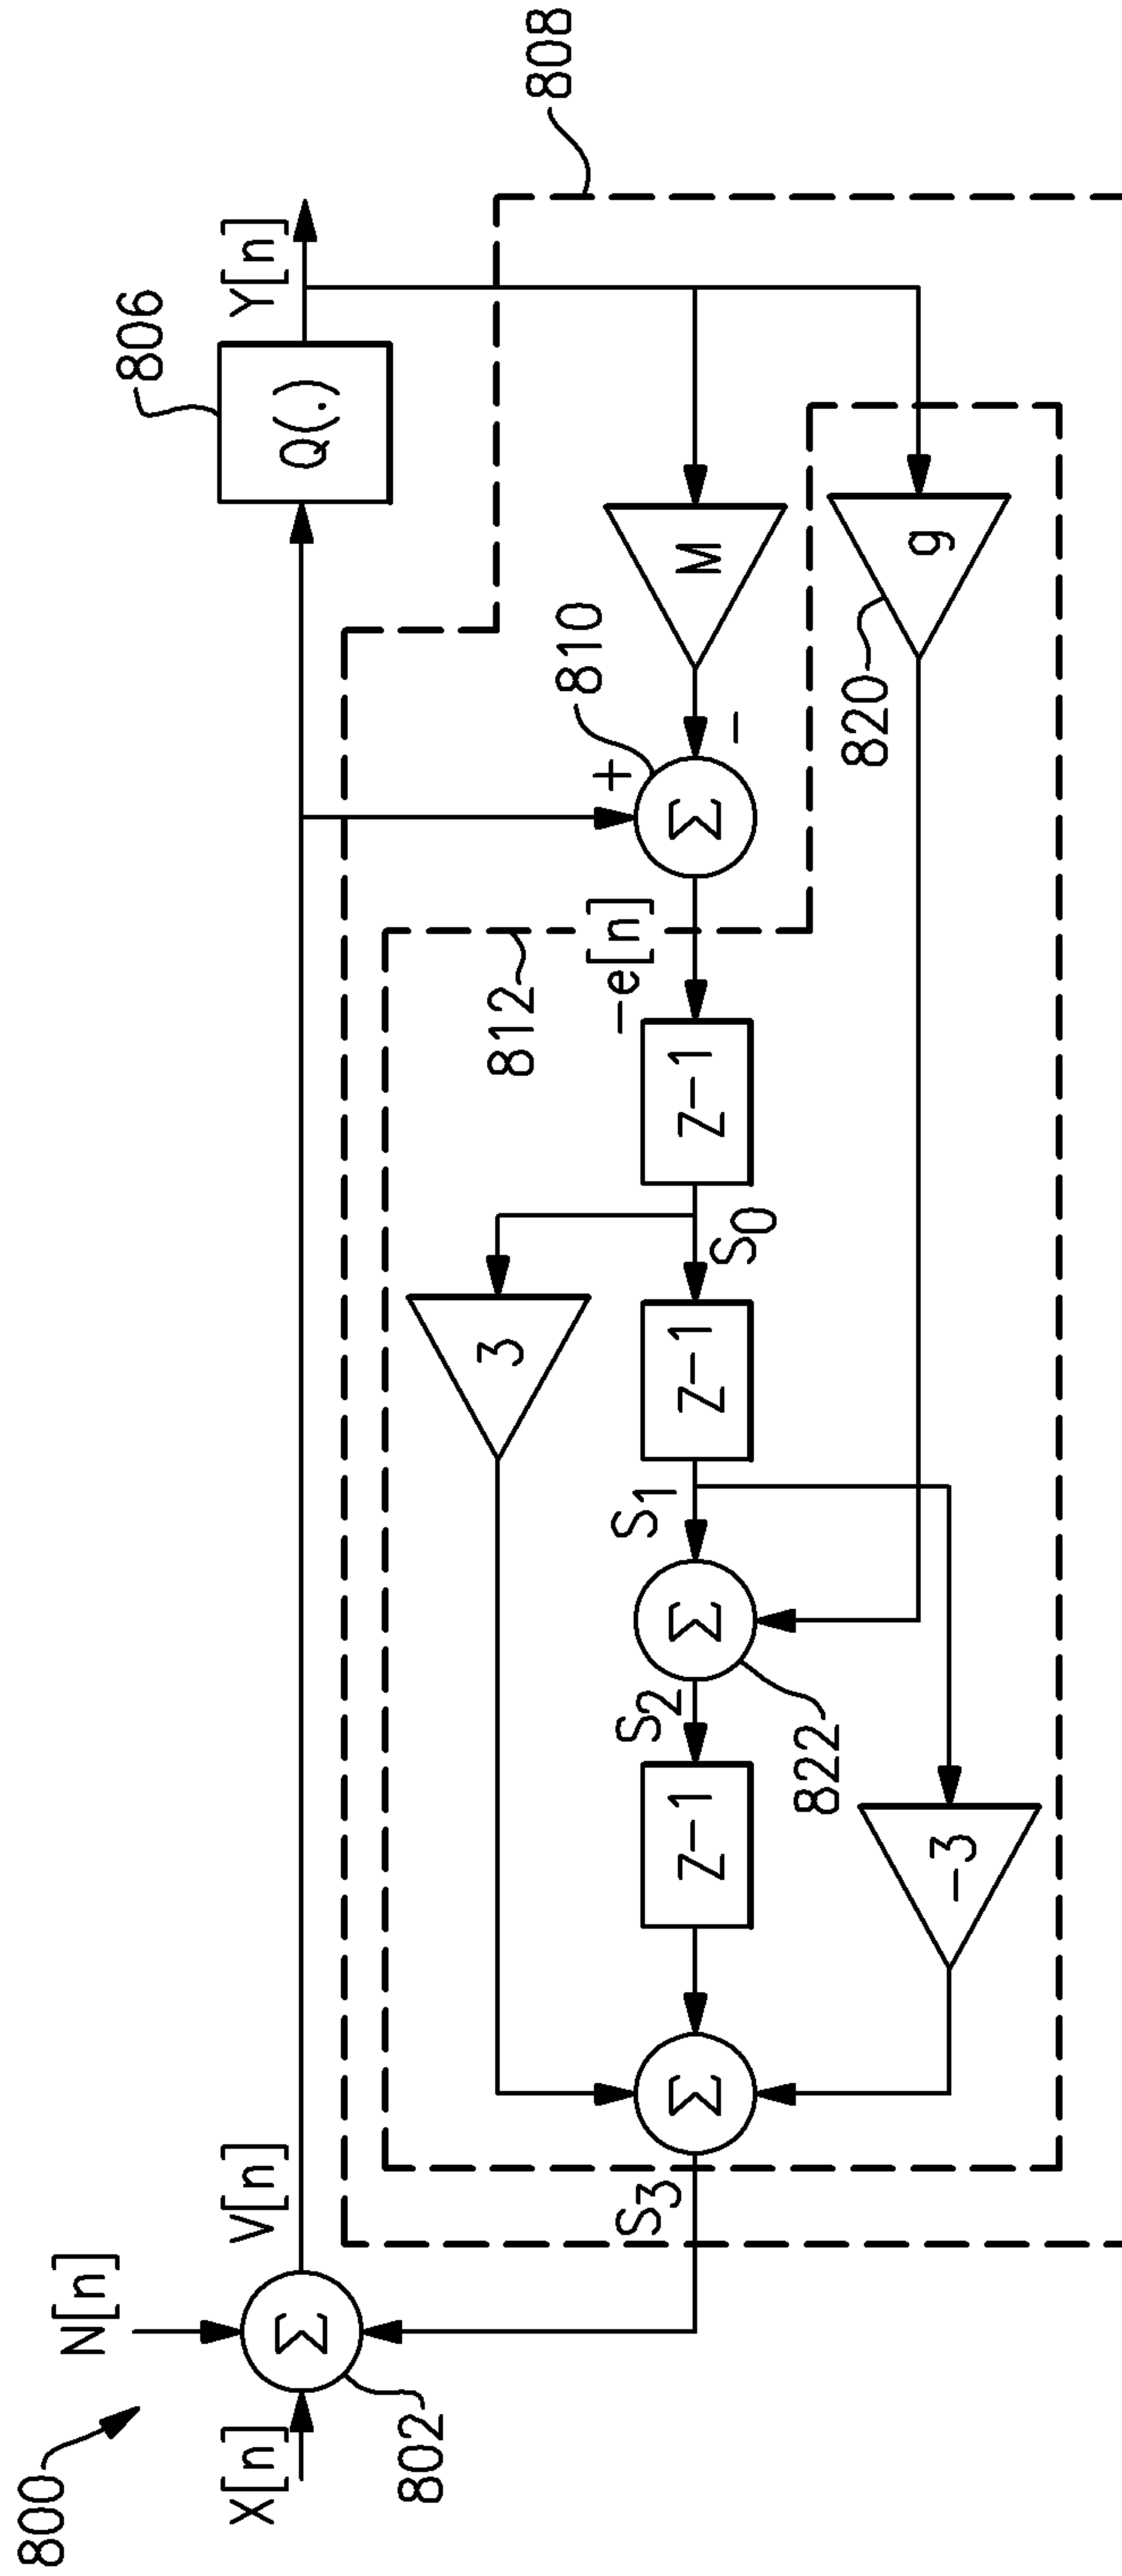 800
N[n]
X[n]
Σ
802
V[n]
806
Q(.)
Y[n]
808
S3
Σ
z-1
S2
Σ
822
S1
z-1
S0
z-1
-e[n]
812
Σ
+
-
810
M
3
-3
g
820